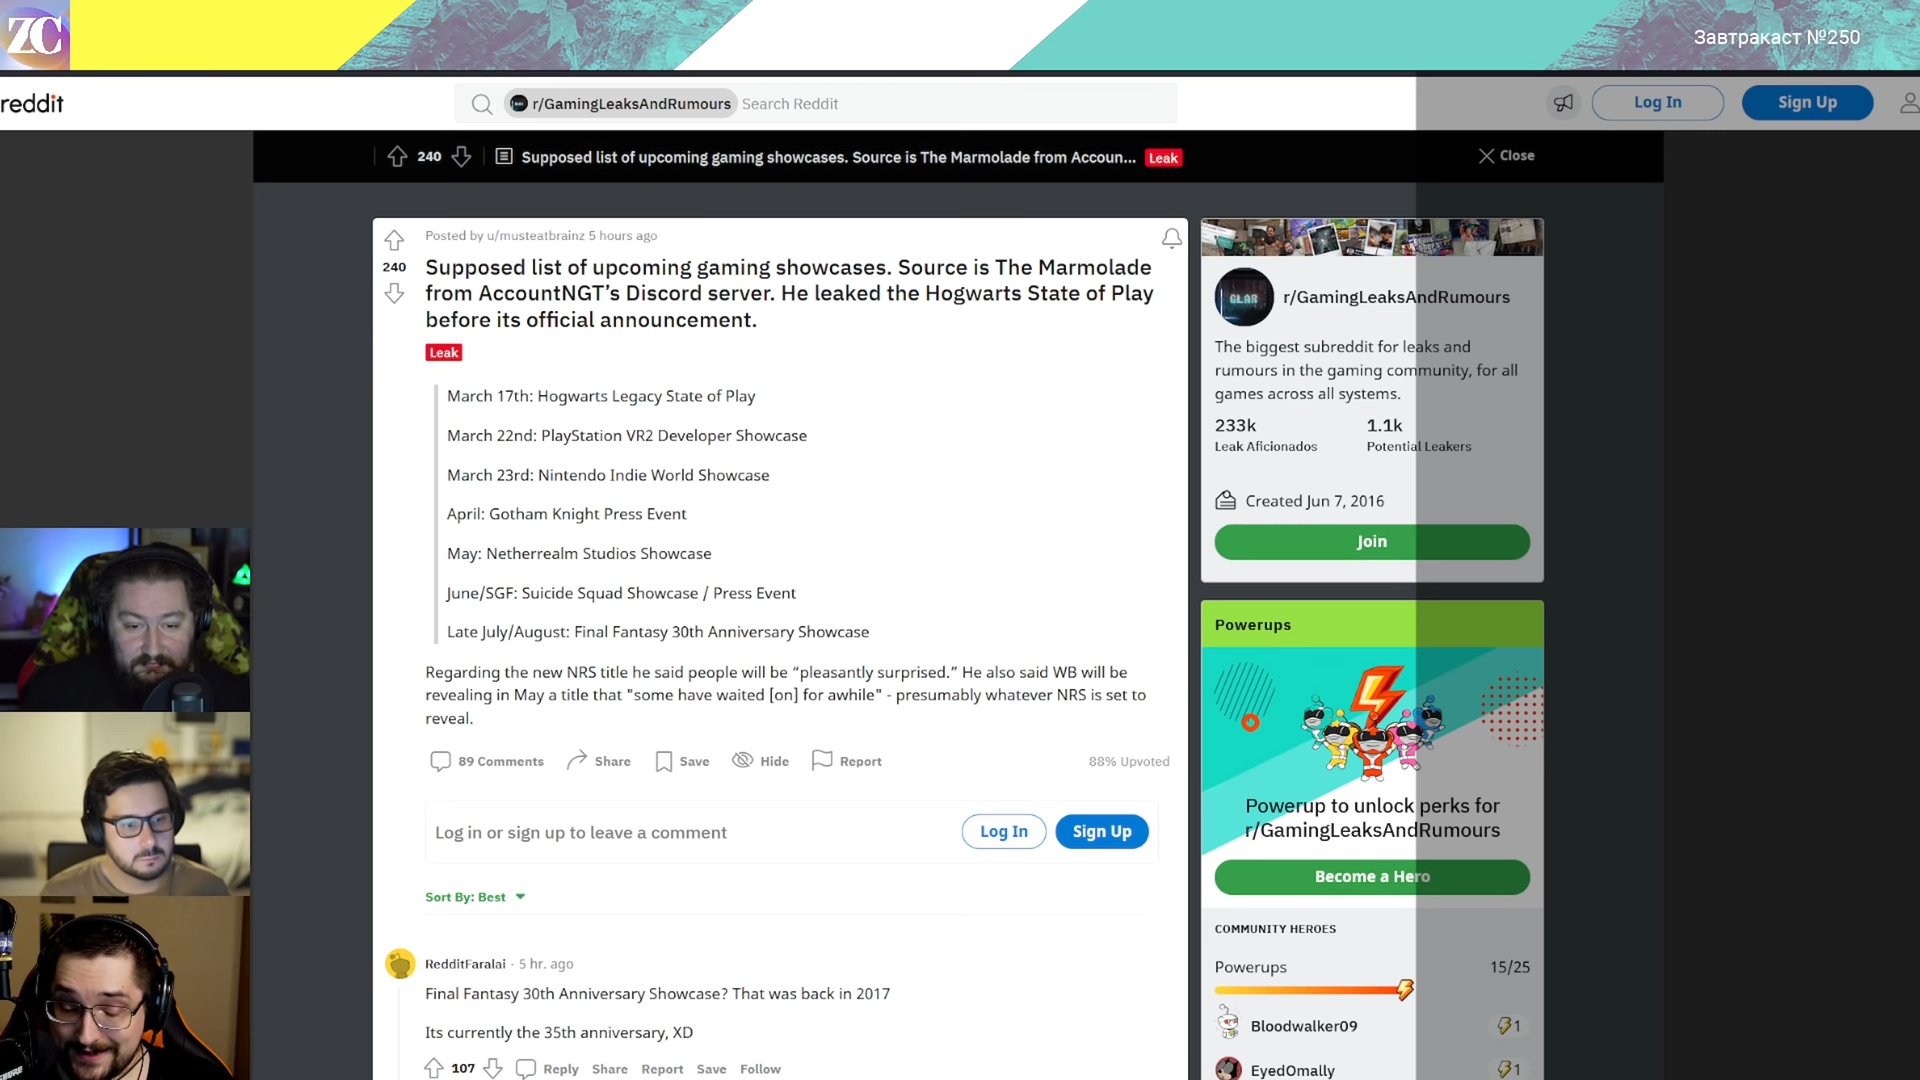 ZC
Завтракаст №250
reddit
r/GamingLeaksAndRumours Search Reddit
Log In
Sign Up
240
Supposed list of upcoming gaming showcases. Source is The Marmolade from Accoun... Leak
Close
Posted by u/musteatbrainz 5 hours ago
240
Supposed list of upcoming gaming showcases. Source is The Marmolade
from AccountNGT’s Discord server. He leaked the Hogwarts State of Play
before its official announcement.
Leak
March 17th: Hogwarts Legacy State of Play
March 22nd: PlayStation VR2 Developer Showcase
March 23rd: Nintendo Indie World Showcase
April: Gotham Knight Press Event
May: Netherrealm Studios Showcase
June/SGF: Suicide Squad Showcase / Press Event
Late July/August: Final Fantasy 30th Anniversary Showcase
Regarding the new NRS title he said people will be “pleasantly surprised.” He also said WB will be
revealing in May a title that "some have waited [on] for awhile" - presumably whatever NRS is set to
reveal.
89 Comments Share Save Hide Report 88% Upvoted
Log in or sign up to leave a comment
Log In
Sign Up
Sort By: Best
RedditFaralai · 5 hr. ago
Final Fantasy 30th Anniversary Showcase? That was back in 2017
Its currently the 35th anniversary, XD
107 Reply Share Report Save Follow
GLAR
r/GamingLeaksAndRumours
The biggest subreddit for leaks and
rumours in the gaming community, for all
games across all systems.
233k 1.1k
Leak Aficionados Potential Leakers
Created Jun 7, 2016
Join
Powerups
Powerup to unlock perks for
r/GamingLeaksAndRumours
Become a Hero
COMMUNITY HEROES
Powerups 15/25
Bloodwalker09 1
EyedOmally 1